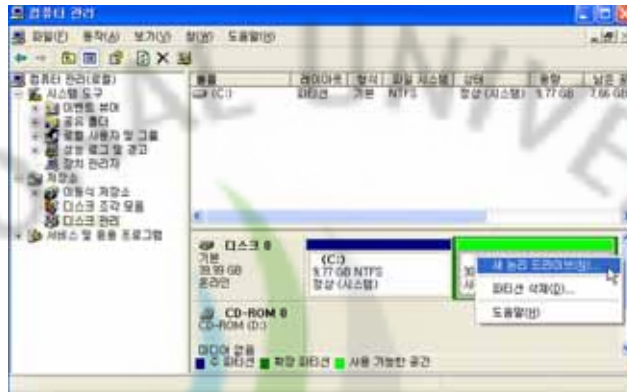 컴퓨터 관리
파일(F) 동작(A) 보기(V) 창(W) 도움말(H)
컴퓨터 관리(로컬)
시스템 도구
이벤트 뷰어
공유 폴더
로컬 사용자 및 그룹
성능 로그 및 경고
장치 관리자
저장소
이동식 저장소
디스크 조각 모음
디스크 관리
서비스 및 응용 프로그램
볼륨 레이아웃 형식 파일 시스템 상태 용량 남은 공
(C:) 파티션 기본 NTFS 정상 (시스템) 9.77 GB 7.66 GB
디스크 0
기본
39.99 GB
온라인
(C:)
9.77 GB NTFS
정상 (시스템)
새 논리 드라이브(N)...
파티션 삭제(D)...
도움말(H)
CD-ROM 0
CD-ROM (D:)
미디어 없음
주 파티션 확장 파티션 사용 가능한 공간